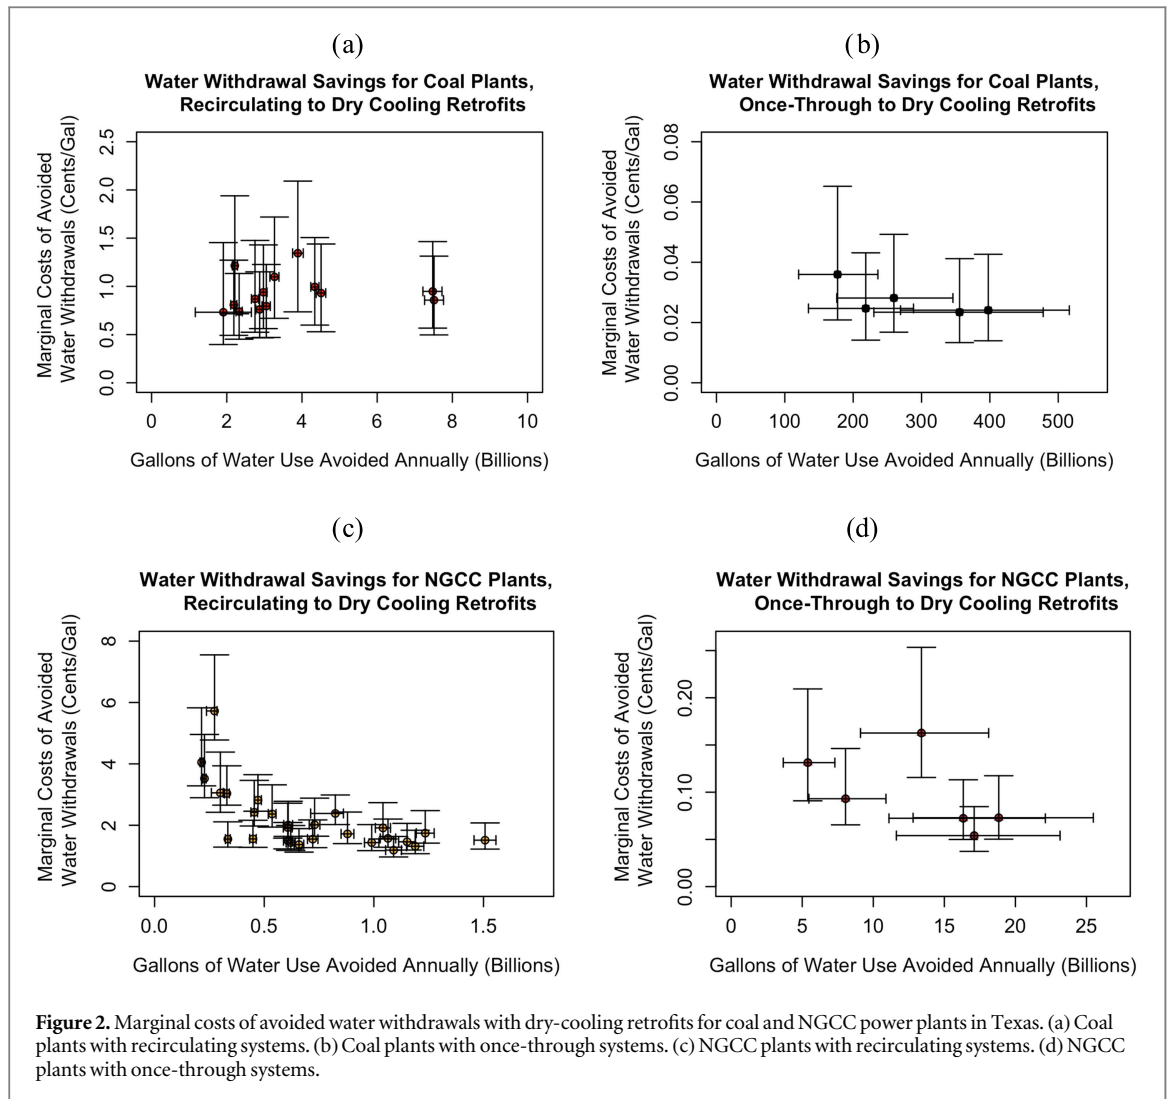 (a)
Water Withdrawal Savings for Coal Plants,
Recirculating to Dry Cooling Retrofits
Marginal Costs of Avoided
Water Withdrawals (Cents/Gal)
2.5
2.0
1.5
1.0
0.5
0.0
0 2 4 6 8 10
Gallons of Water Use Avoided Annually (Billions)
(b)
Water Withdrawal Savings for Coal Plants,
Once-Through to Dry Cooling Retrofits
Marginal Costs of Avoided
Water Withdrawals (Cents/Gal)
0.08
0.06
0.04
0.02
0.00
0 100 200 300 400 500
Gallons of Water Use Avoided Annually (Billions)
(c)
Water Withdrawal Savings for NGCC Plants,
Recirculating to Dry Cooling Retrofits
Marginal Costs of Avoided
Water Withdrawals (Cents/Gal)
8
6
4
2
0
0.0 0.5 1.0 1.5
Gallons of Water Use Avoided Annually (Billions)
(d)
Water Withdrawal Savings for NGCC Plants,
Once-Through to Dry Cooling Retrofits
Marginal Costs of Avoided
Water Withdrawals (Cents/Gal)
0.20
0.10
0.00
0 5 10 15 20 25
Gallons of Water Use Avoided Annually (Billions)
Figure 2. Marginal costs of avoided water withdrawals with dry-cooling retrofits for coal and NGCC power plants in Texas. (a) Coal
plants with recirculating systems. (b) Coal plants with once-through systems. (c) NGCC plants with recirculating systems. (d) NGCC
plants with once-through systems.